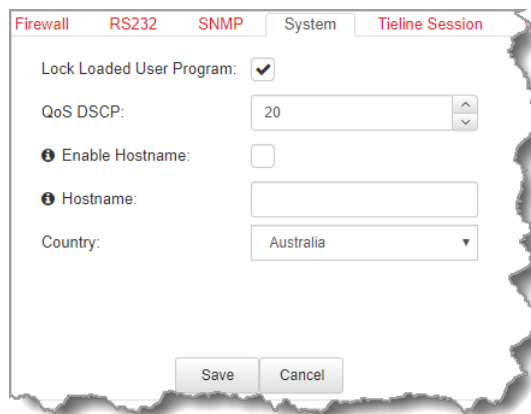 Firewall RS232 SNMP System Tieline Session
Lock Loaded User Program:
QoS DSCP: 20
Enable Hostname:
Hostname:
Country: Australia
Save Cancel